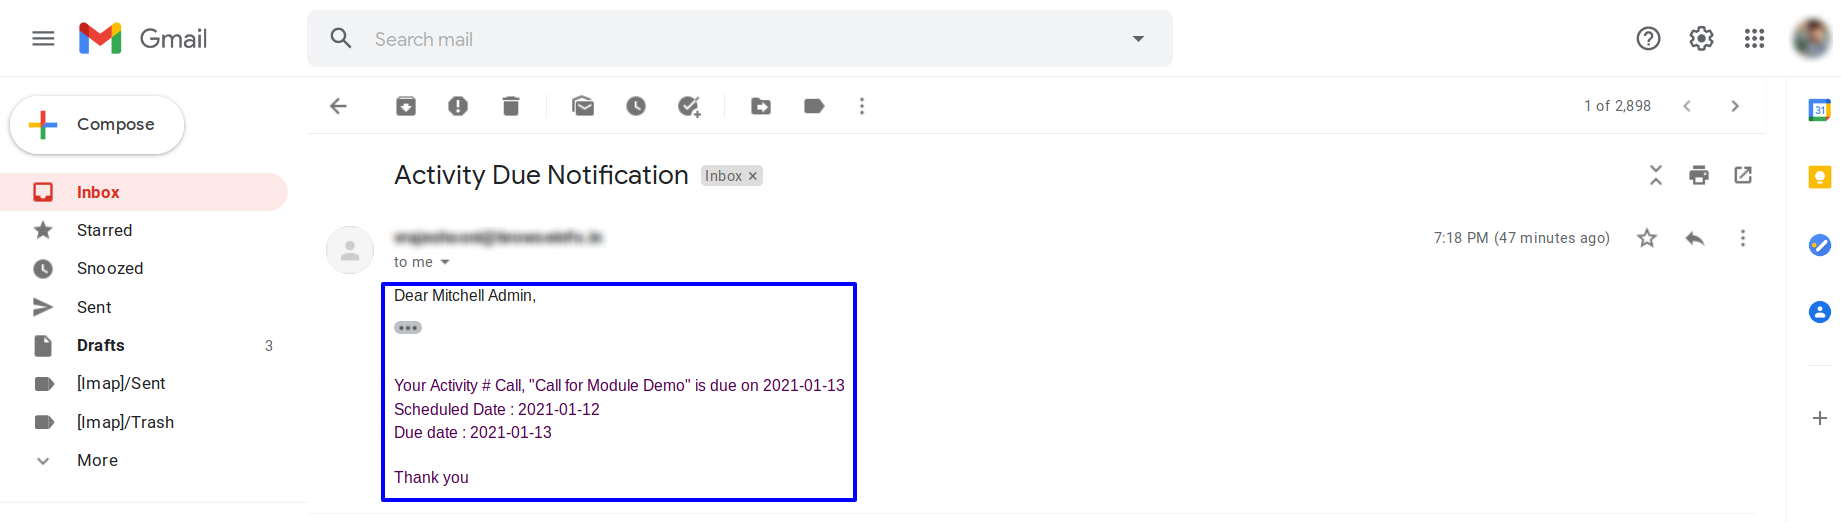 Gmail
Search mail
Compose
1 of 2,898
31
Inbox
Starred
Snoozed
Sent
Drafts 3
[Imap]/Sent
[Imap]/Trash
More
Activity Due Notification Inbox ×
7:18 PM (47 minutes ago)
to me
Dear Mitchell Admin,
Your Activity # Call, "Call for Module Demo" is due on 2021-01-13
Scheduled Date : 2021-01-12
Due date : 2021-01-13
Thank you